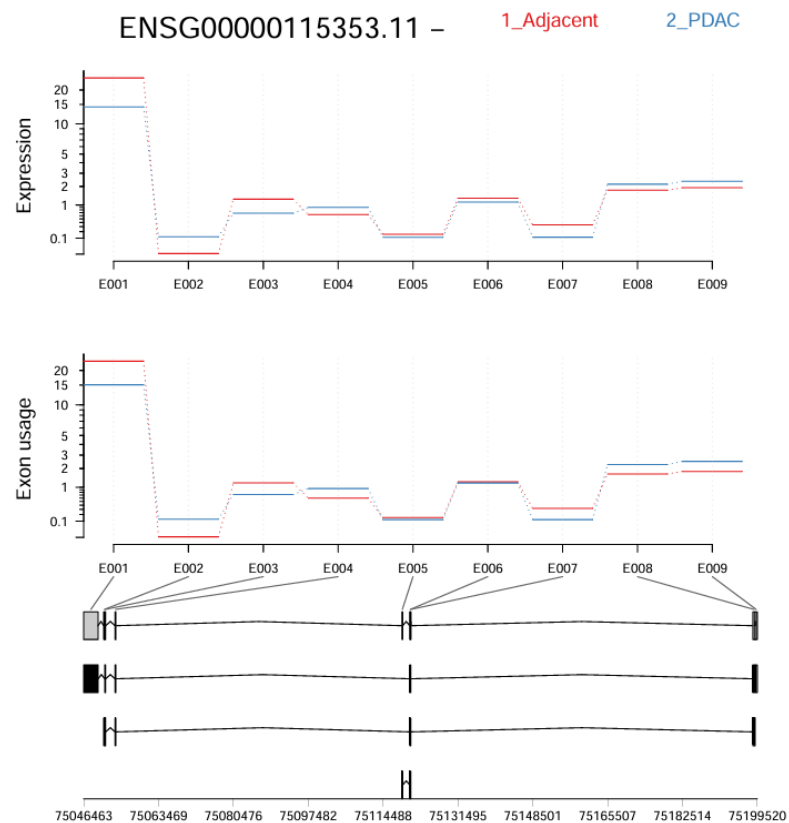 ENSG00000115353.11 – 1_Adjacent 2_PDAC
Expression
20
15
10
5
3
2
1
0.1
E001 E002 E003 E004 E005 E006 E007 E008 E009
Exon usage
20
15
10
5
3
2
1
0.1
E001 E002 E003 E004 E005 E006 E007 E008 E009
75046463 75063469 75080476 75097482 75114488 75131495 75148501 75165507 75182514 75199520